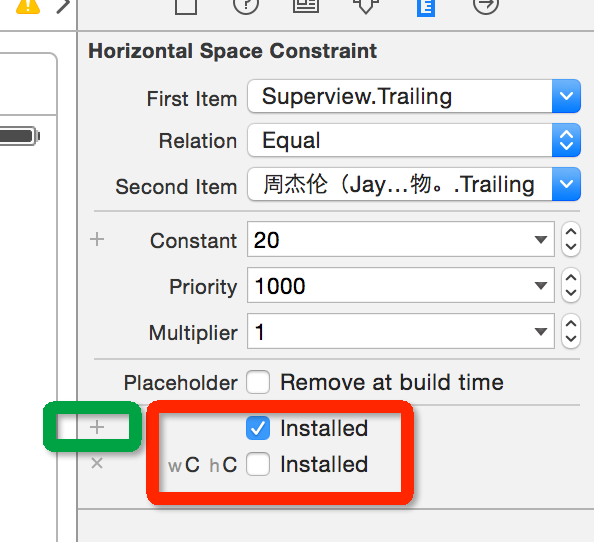 Horizontal Space Constraint
First Item Superview.Trailing
Relation Equal
Second Item 周杰伦（Jay...物。.Trailing
+ Constant 20
Priority 1000
Multiplier 1
Placeholder Remove at build time
+ Installed
× wC hC Installed